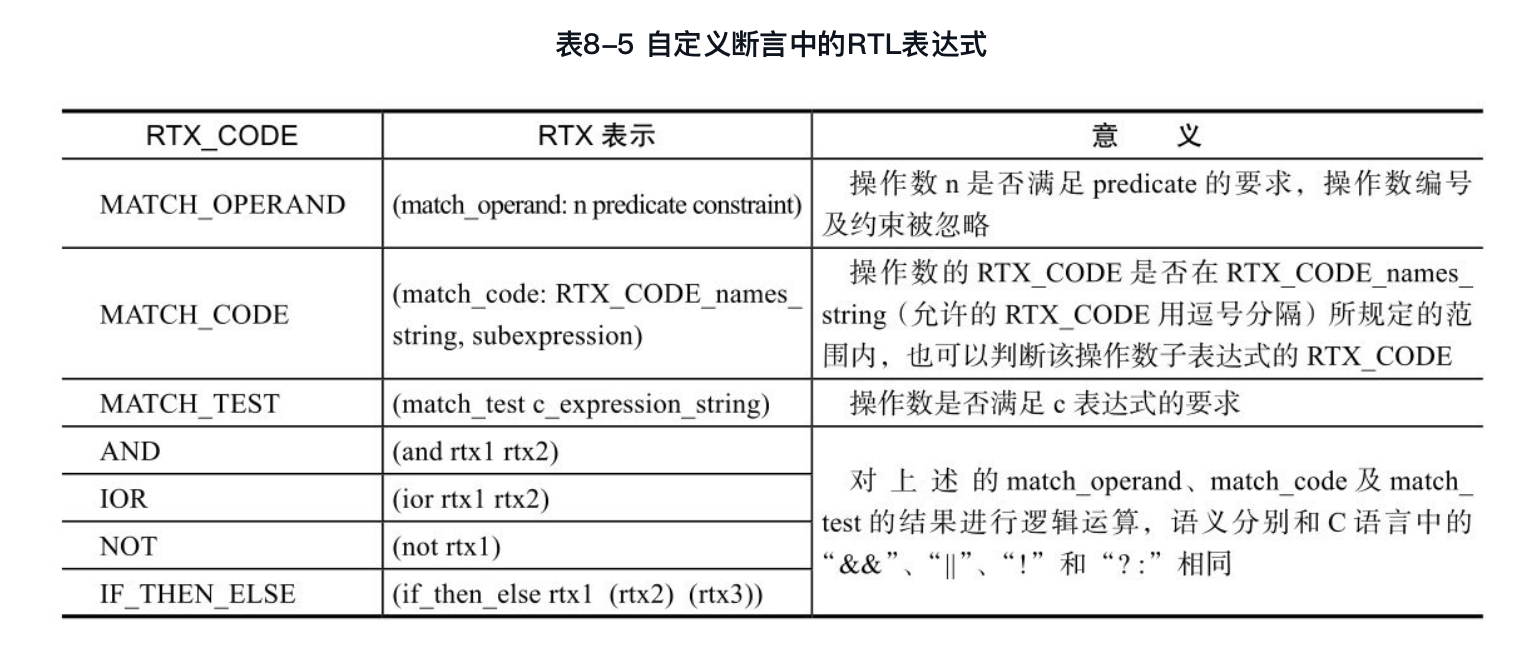 表8-5 自定义断言中的RTL表达式
RTX_CODE
RTX 表示
意 义
MATCH_OPERAND
(match_operand: n predicate constraint)
操作数 n 是否满足 predicate 的要求，操作数编号
及约束被忽略
MATCH_CODE
(match_code: RTX_CODE_names_
string, subexpression)
操作数的 RTX_CODE 是否在 RTX_CODE_names_
string（允许的 RTX_CODE 用逗号分隔）所规定的范
围内，也可以判断该操作数子表达式的 RTX_CODE
MATCH_TEST
(match_test c_expression_string)
操作数是否满足 c 表达式的要求
AND
(and rtx1 rtx2)
IOR
(ior rtx1 rtx2)
NOT
(not rtx1)
IF_THEN_ELSE
(if_then_else rtx1 (rtx2) (rtx3))
对 上 述 的 match_operand、match_code 及 match_
test 的结果进行逻辑运算，语义分别和 C 语言中的
“&&”、“||”、“!” 和 “? :” 相同